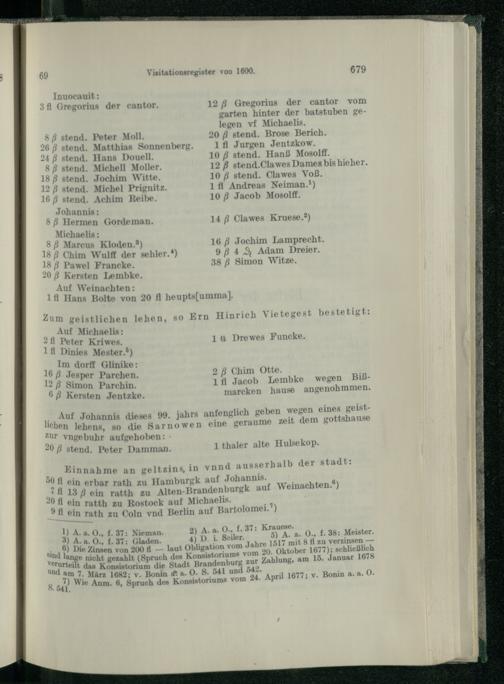 69 Visitationsregister von 1600. 679
Inuocauit:
3 fl Gregorius der cantor.
8 β stend. Peter Moll.
26 β stend. Matthias Sonnenberg.
24 β stend. Hans Douell.
8 β stend. Michell Moller.
18 β stend. Jochim Witte.
12 β stend. Michel Prignitz.
18 β stend. Achim Reibe.
12 β Gregorius der cantor vom
garten hinter der batstuben ge-
legen vf Michaelis.
20 β stend. Brose Berich.
1 fl Jurgen Jentzkow.
10 β stend. Hanß Mosolff.
12 β stend. Clawes Dames bis hieher.
10 β stend. Clawes Voß.
1 fl Andreas Neiman.¹)
10 β Jacob Mosolff.
Johannis:
8 β Hermen Gordeman.
14 β Clawes Kruese.²)
Michaelis:
8 β Marcus Kloden.³)
18 β Chim Wulff der sehler.⁴)
18 β Pawel Francke.
20 β Kersten Lembke.
16 β Jochim Lamprecht.
9 β 4 ₰ Adam Dreier.
38 β Simon Witze.
Auf Weinachten:
1 fl Hans Bolte von 20 fl heupts[umma].
Zum geistlichen lehen, so Ern Hinrich Vietegest bestetigt:
Auf Michaelis:
2 fl Peter Kriwes.
1 fl Dinies Mester.⁵)
Drewes Funcke.
Im dorff Glinike:
16 β Jesper Parchen.
12 β Simon Parchin.
6 β Kersten Jentzke.
2 β Chim Otte.
1 fl Jacob Lembke wegen Biß-
marcken hause angenohmmen.
Auf Johannis dieses 99. jahrs anfenglich geben wegen eines geist-
lichen lehens, so die Sarnowen eine geraume zeit dem gottshause
zur vngebuhr aufgehoben:
20 β stend. Peter Damman.
1 thaler alte Hulsekop.
Einnahme an geltzins, in vnnd ausserhalb der stadt:
50 fl ein erbar rath zu Hamburgk auf Johannis.
7 fl 13 β ein rath zu Alten-Brandenburgk auf Weinachten.⁶)
20 fl ein rath zu Rostock auf Michaelis.
9 fl ein rath zu Coln vnd Berlin auf Bartolomei.⁷)
1) A. a. O., f. 37: Nieman. 2) A. a. O., f. 37: Krauese.
3) A. a. O., f. 37: Gladen. 4) D. i. Seiler. 5) A. a. O., f. 38: Meister.
6) Die Zinsen von 200 fl — laut Obligation vom Jahre 1517 mit 8 fl zu verzinsen —
sind lange nicht gezahlt (Spruch des Konsistoriums vom 20. Oktober 1677); schließlich
verurteilt das Konsistorium die Stadt Brandenburg zur Zahlung, am 15. Januar 1678
und am 7. März 1682; v. Bonin a. a. O. S. 541 und 542.
7) Wie Anm. 6, Spruch des Konsistoriums vom 24. April 1677; v. Bonin a. a. O.
S. 541.